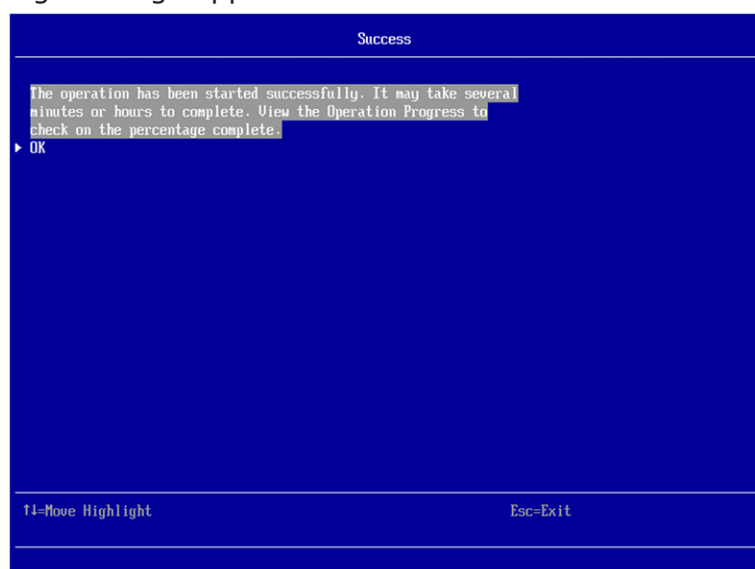 Success
The operation has been started successfully. It may take several
minutes or hours to complete. View the Operation Progress to
check on the percentage complete.
► OK
↑↓=Move Highlight Esc=Exit